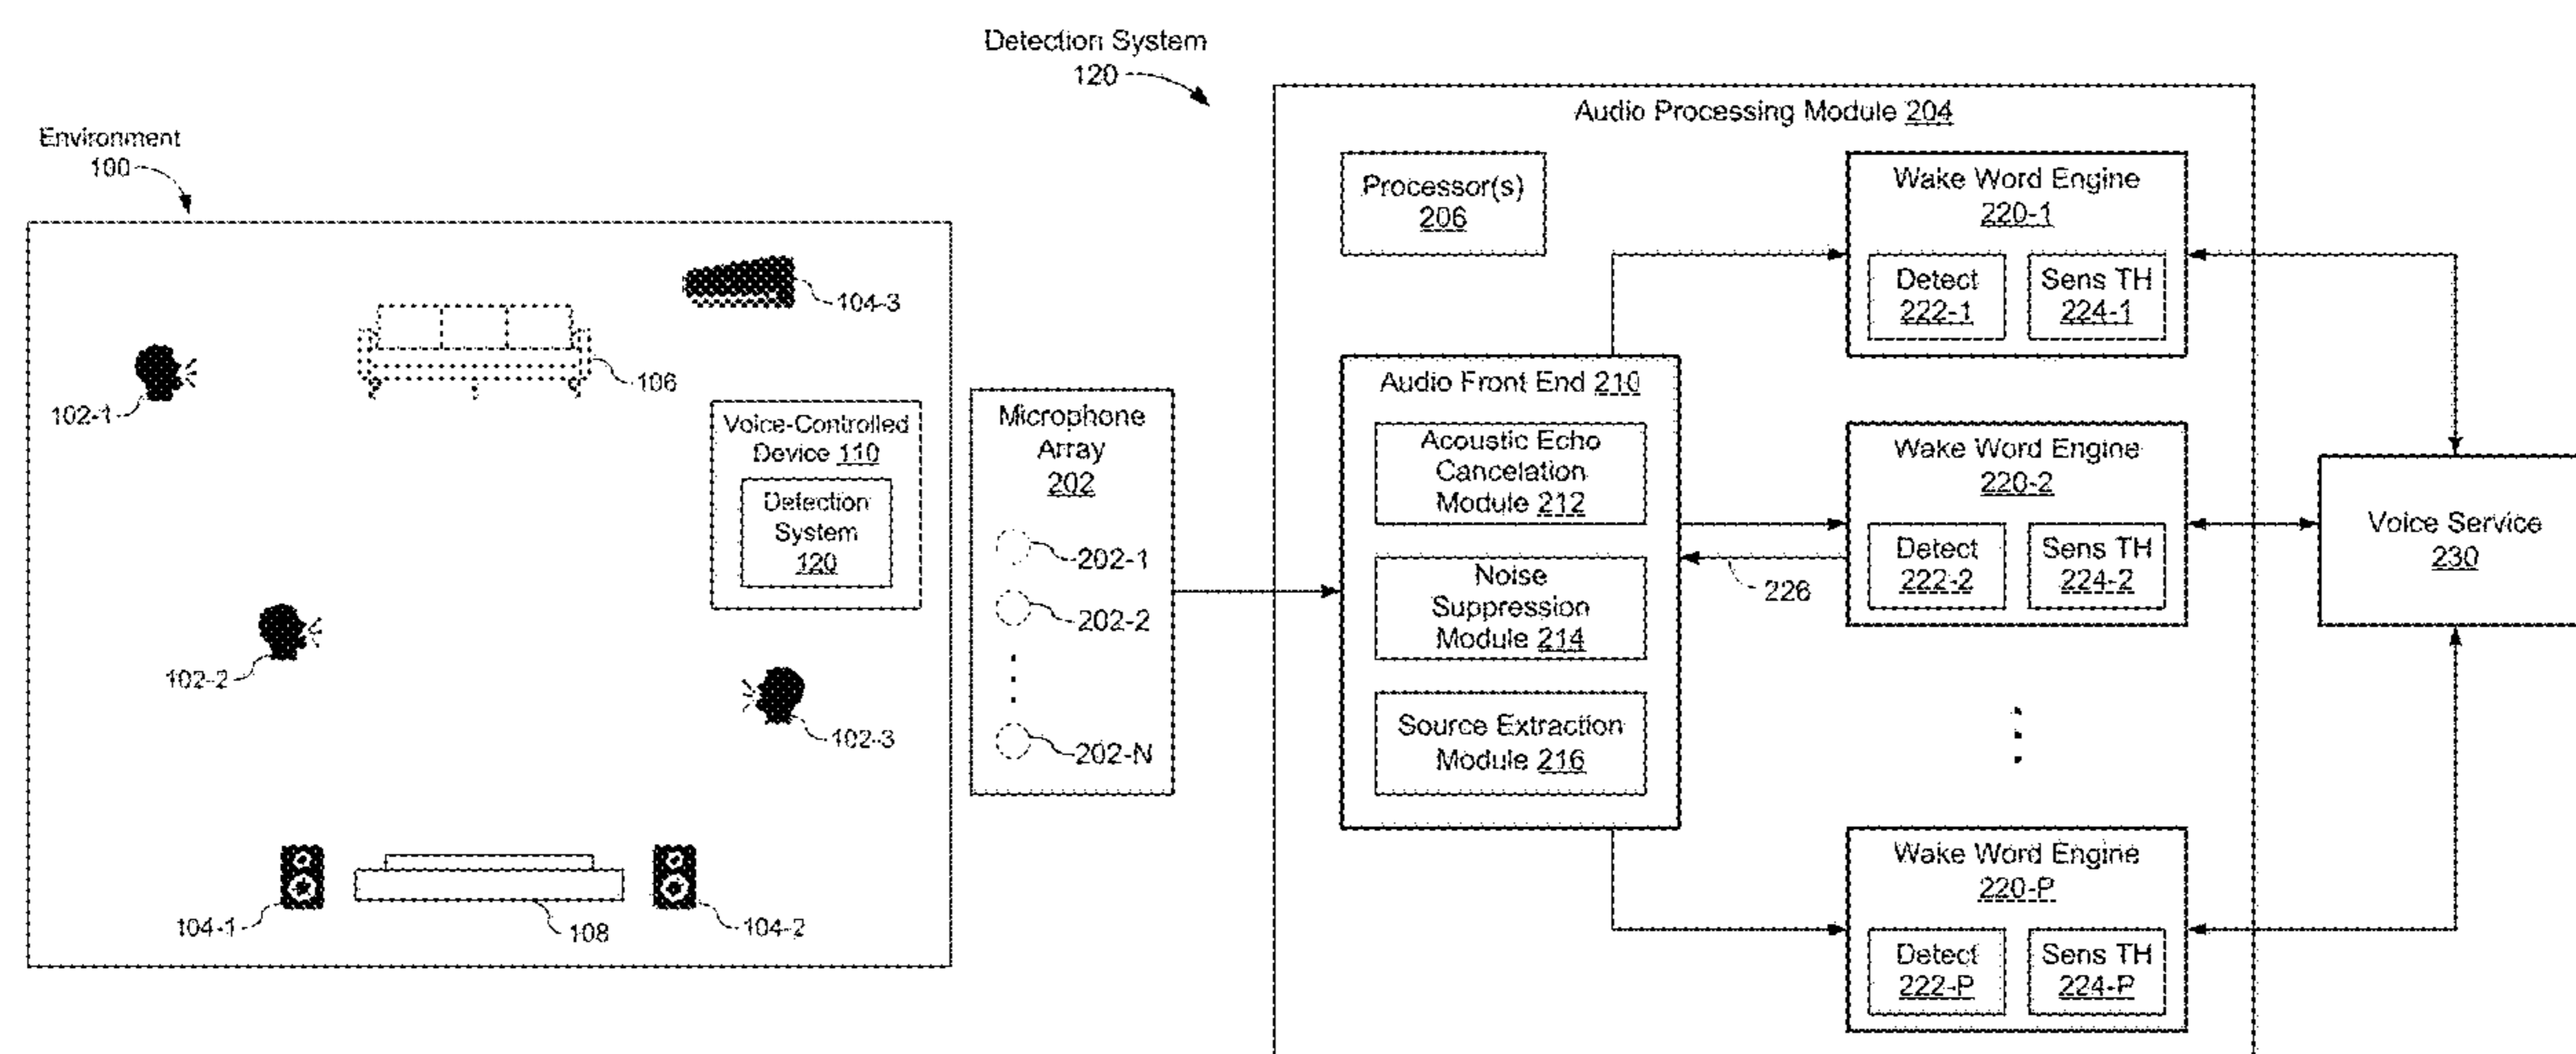 Detection System
120
Environment
100
104-3
106
102-1
Voice-Controlled
Device 110
Detection
System
120
102-2
102-3
104-1
108
104-2
Microphone
Array
202
202-1
202-2
202-N
Audio Processing Module 204
Processor(s)
206
Audio Front End 210
Acoustic Echo
Cancelation
Module 212
Noise
Suppression
Module 214
Source Extraction
Module 216
Wake Word Engine
220-1
Detect
222-1
Sens TH
224-1
Wake Word Engine
220-2
Detect
222-2
Sens TH
224-2
226
Wake Word Engine
220-P
Detect
222-P
Sens TH
224-P
Voice Service
230